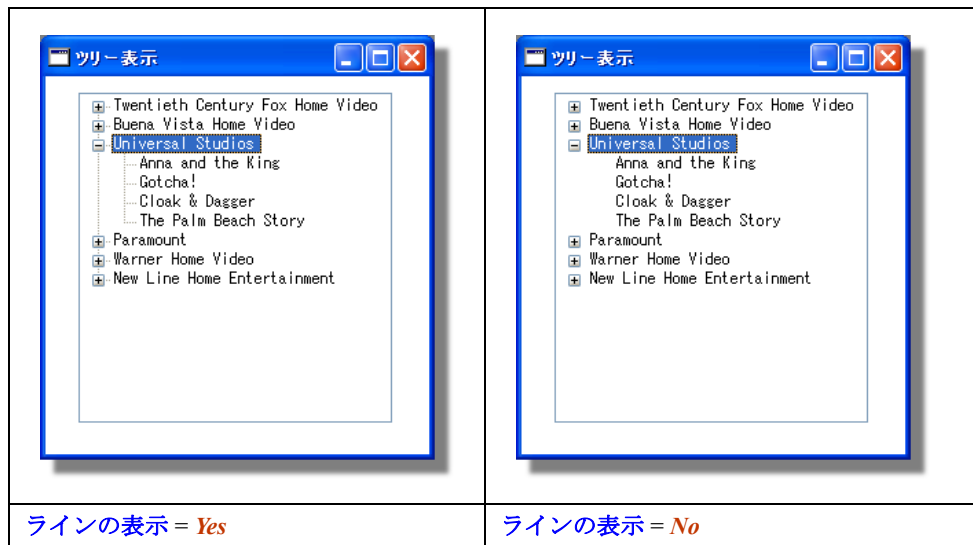 ツリー表示
Twentieth Century Fox Home Video
Buena Vista Home Video
Universal Studios
Anna and the King
Gotcha!
Cloak & Dagger
The Palm Beach Story
Paramount
Warner Home Video
New Line Home Entertainment
ラインの表示 = Yes
ツリー表示
Twentieth Century Fox Home Video
Buena Vista Home Video
Universal Studios
Anna and the King
Gotcha!
Cloak & Dagger
The Palm Beach Story
Paramount
Warner Home Video
New Line Home Entertainment
ラインの表示 = No